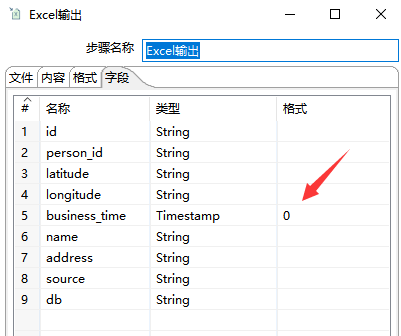 Excel输出
步骤名称 Excel输出
文件 内容 格式 字段
# 名称 类型 格式
1 id String
2 person_id String
3 latitude String
4 longitude String
5 business_time Timestamp 0
6 name String
7 address String
8 source String
9 db String